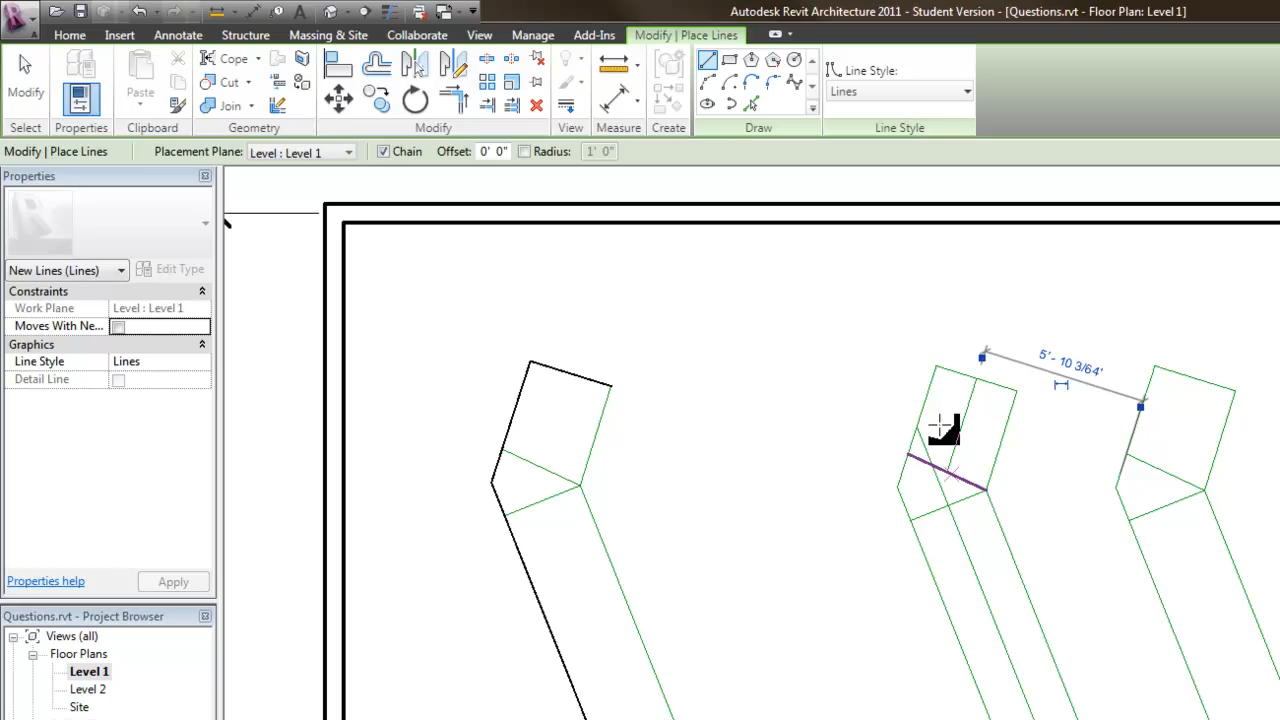 Autodesk Revit Architecture 2011 - Student Version - [Questions.rvt - Floor Plan: Level 1]
Home Insert Annotate Structure Massing & Site Collaborate View Manage Add-Ins Modify | Place Lines
Modify Paste Cope Cut Join Line Style: Lines
Select Properties Clipboard Geometry Modify View Measure Create Draw Line Style
Modify | Place Lines Placement Plane: Level : Level 1 Chain Offset: 0' 0" Radius: 1' 0"
Properties
New Lines (Lines) Edit Type
Constraints
Work Plane Level : Level 1
Moves With Ne...
Graphics
Line Style Lines
Detail Line
5' - 10 3/64"
Properties help Apply
Questions.rvt - Project Browser
Views (all)
Floor Plans
Level 1
Level 2
Site